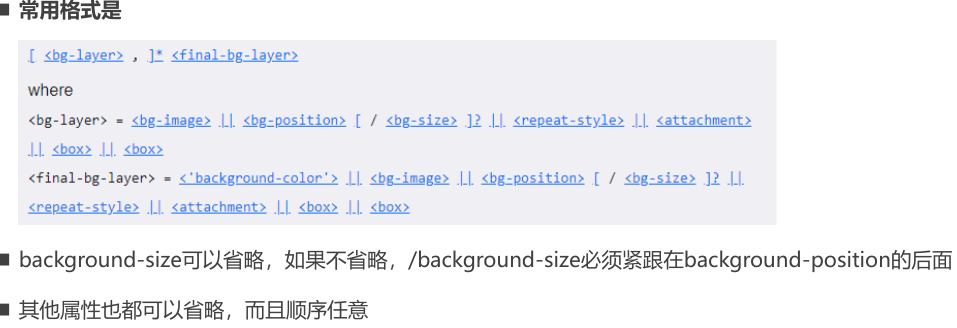 常用格式是
[ <bg-layer> , ]* <final-bg-layer>
where
<bg-layer> = <bg-image> || <bg-position> [ / <bg-size> ]? || <repeat-style> || <attachment>
|| <box> || <box>
<final-bg-layer> = <'background-color'> || <bg-image> || <bg-position> [ / <bg-size> ]? ||
<repeat-style> || <attachment> || <box> || <box>
background-size可以省略，如果不省略，/background-size必须紧跟在background-position的后面
其他属性也都可以省略，而且顺序任意